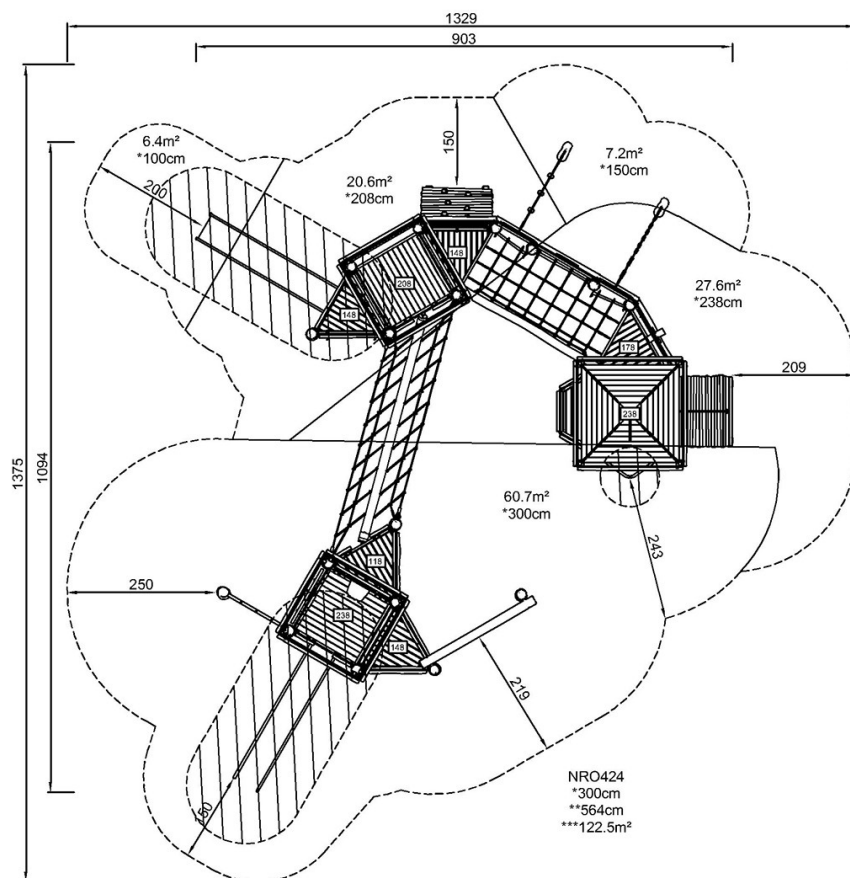 1329
903
6.4m²
*100cm
200
150
7.2m²
*150cm
20.6m²
*208cm
148
208
148
27.6m²
*238cm
178
209
238
1375
1094
60.7m²
*300cm
243
118
250
238
148
219
150
NRO424
*300cm
**564cm
***122.5m²